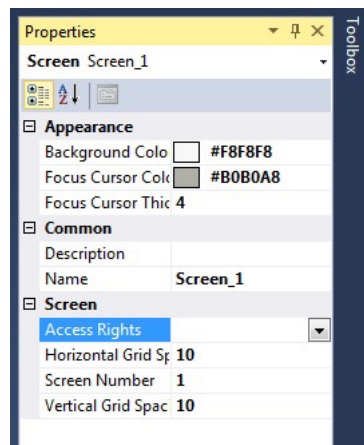 Properties
Toolbox
Screen Screen_1
Appearance
Background Colo #F8F8F8
Focus Cursor Colo #B0B0A8
Focus Cursor Thic 4
Common
Description
Name Screen_1
Screen
Access Rights
Horizontal Grid Sp 10
Screen Number 1
Vertical Grid Spac 10